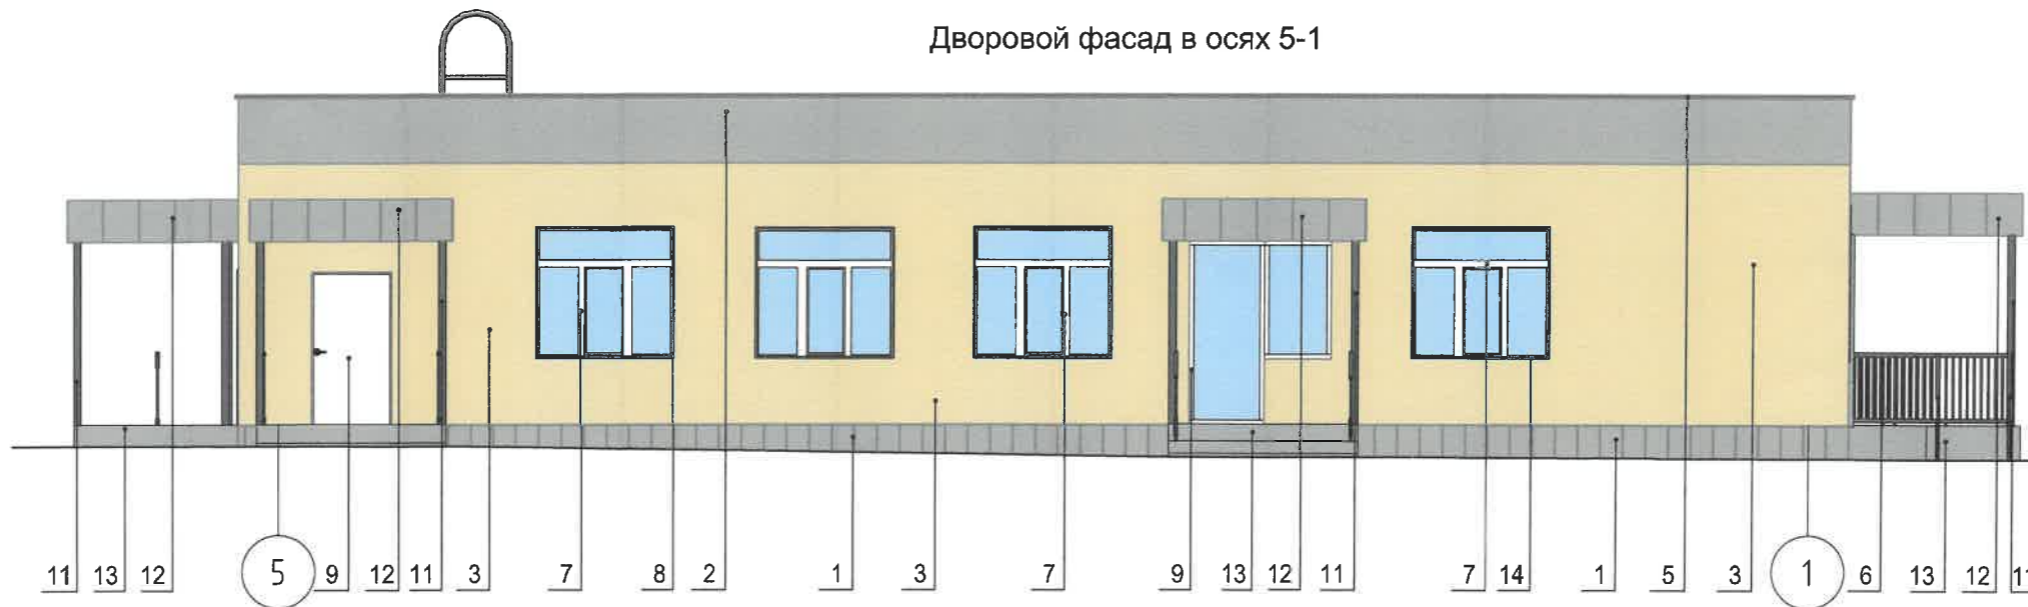 Дворовой фасад в осях 5-1
11 13 12 5 9 12 11 3 7 8 2 1 3 7 9 13 12 11 7 14 1 5 3 1 6 13 12 11